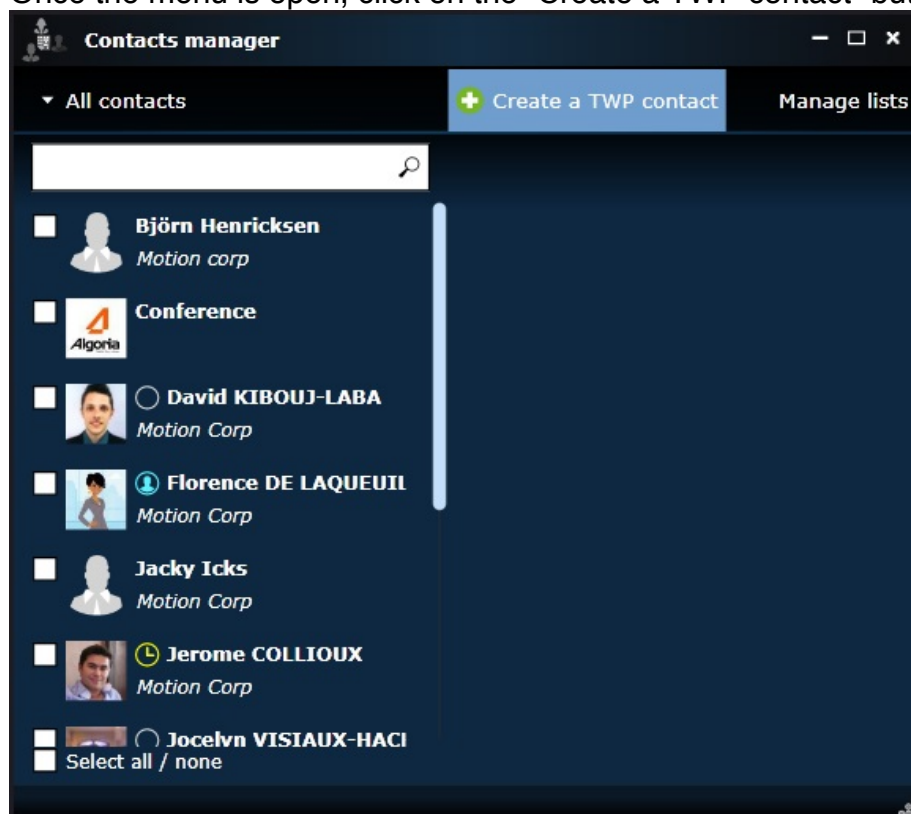 Once the menu is open, click on the "Create a TWP contact" but
Contacts manager
All contacts
Create a TWP contact
Manage lists
Björn Henricksen
Motion corp
Conference
Algoria
David KIBOUJ-LABA
Motion Corp
Florence DE LAQUEUIL
Motion Corp
Jacky Icks
Motion Corp
Jerome COLLIOUX
Motion Corp
Jocelyn VISIAUX-HACI
Select all / none